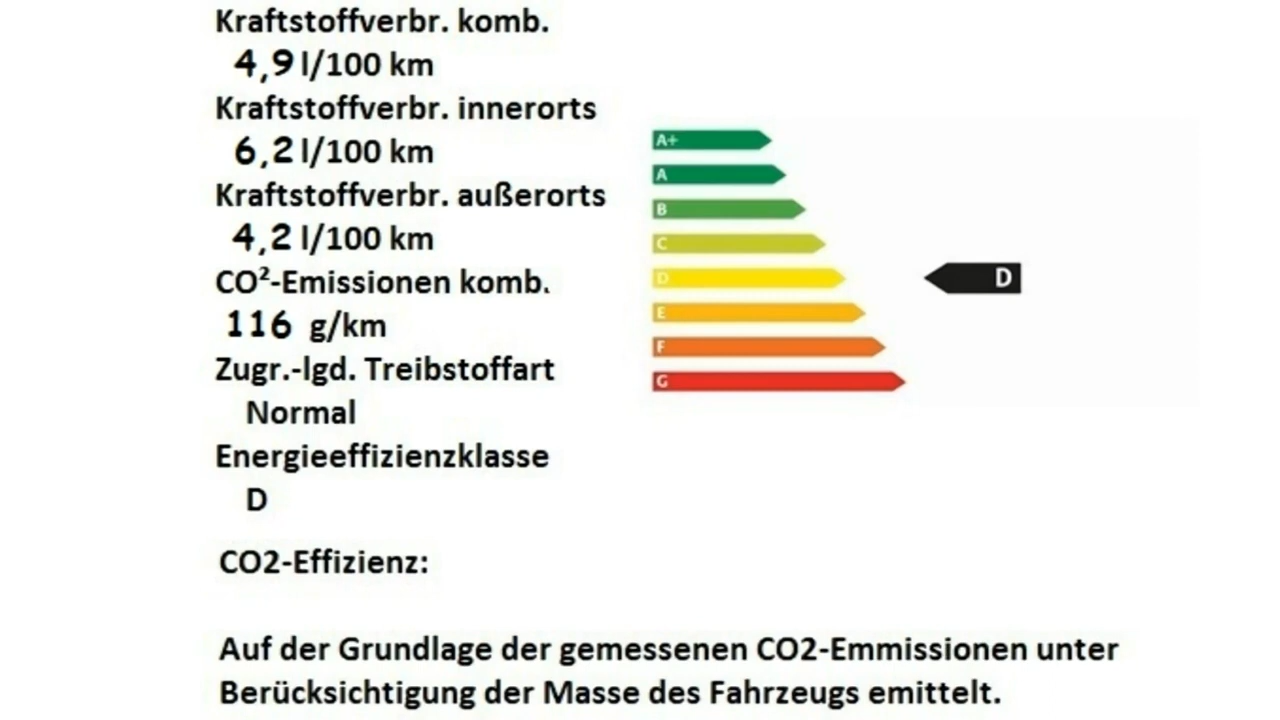 Kraftstoffverbr. komb.
4,9 l/100 km
Kraftstoffverbr. innerorts
6,2 l/100 km
Kraftstoffverbr. außerorts
4,2 l/100 km
CO²-Emissionen komb.
116 g/km
Zugr.-lgd. Treibstoffart
Normal
Energieeffizienzklasse
D
A+
A
B
C
D
D
E
F
G
CO2-Effizienz:
Auf der Grundlage der gemessenen CO2-Emmissionen unter
Berücksichtigung der Masse des Fahrzeugs emittelt.